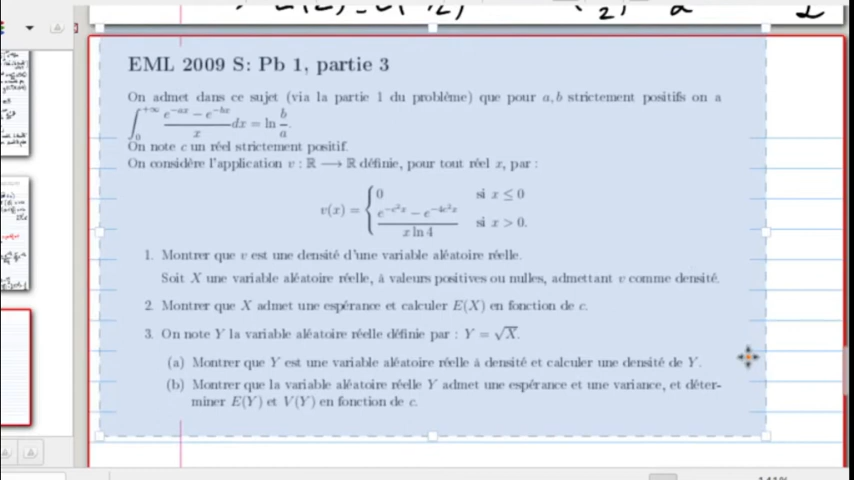 EML 2009 S: Pb 1, partie 3
On admet dans ce sujet (via la partie 1 du problème) que pour a, b strictement positifs on a
∫₀^{+∞} (e^{-ax} − e^{-bx})/x dx = ln b/a.
On note c un réel strictement positif.
On considère l'application v : ℝ ⟶ ℝ définie, pour tout réel x, par :
v(x) = { 0 si x ≤ 0
(e^{-c²x} − e^{-4c²x})/(x ln 4) si x > 0.
1. Montrer que v est une densité d'une variable aléatoire réelle.
Soit X une variable aléatoire réelle, à valeurs positives ou nulles, admettant v comme densité.
2. Montrer que X admet une espérance et calculer E(X) en fonction de c.
3. On note Y la variable aléatoire réelle définie par : Y = √X.
(a) Montrer que Y est une variable aléatoire réelle à densité et calculer une densité de Y.
(b) Montrer que la variable aléatoire réelle Y admet une espérance et une variance, et déter-
miner E(Y) et V(Y) en fonction de c.